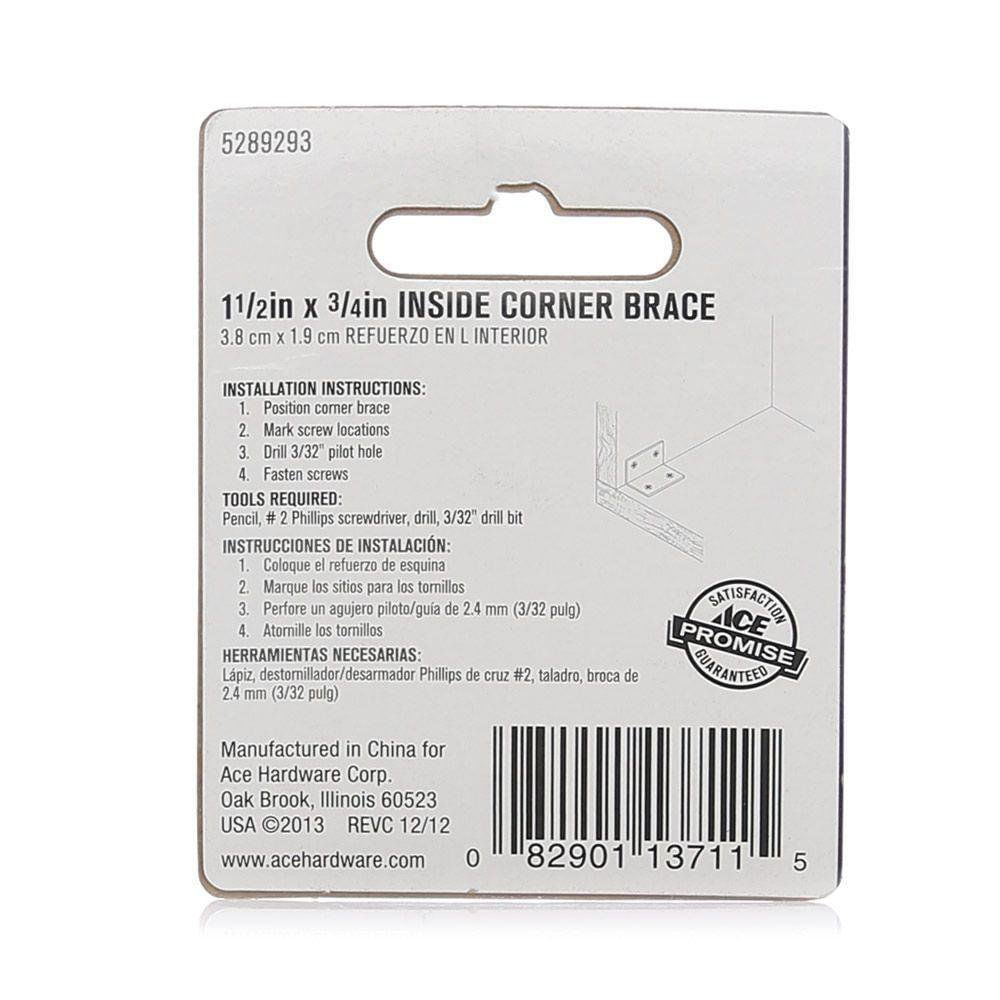 5289293
1 1/2in x 3/4in INSIDE CORNER BRACE
3.8 cm x 1.9 cm REFUERZO EN L INTERIOR
INSTALLATION INSTRUCTIONS:
1. Position corner brace
2. Mark screw locations
3. Drill 3/32" pilot hole
4. Fasten screws
TOOLS REQUIRED:
Pencil, # 2 Phillips screwdriver, drill, 3/32" drill bit
INSTRUCCIONES DE INSTALACIÓN:
1. Coloque el refuerzo de esquina
2. Marque los sitios para los tornillos
3. Perfore un agujero piloto/guía de 2.4 mm (3/32 pulg)
4. Atornille los tornillos
HERRAMIENTAS NECESARIAS:
Lápiz, destornillador/desarmador Phillips de cruz #2, taladro, broca de
2.4 mm (3/32 pulg)
SATISFACTION
ACE
PROMISE
GUARANTEED
Manufactured in China for
Ace Hardware Corp.
Oak Brook, Illinois 60523
USA ©2013 REVC 12/12
www.acehardware.com
0 82901 13711 5